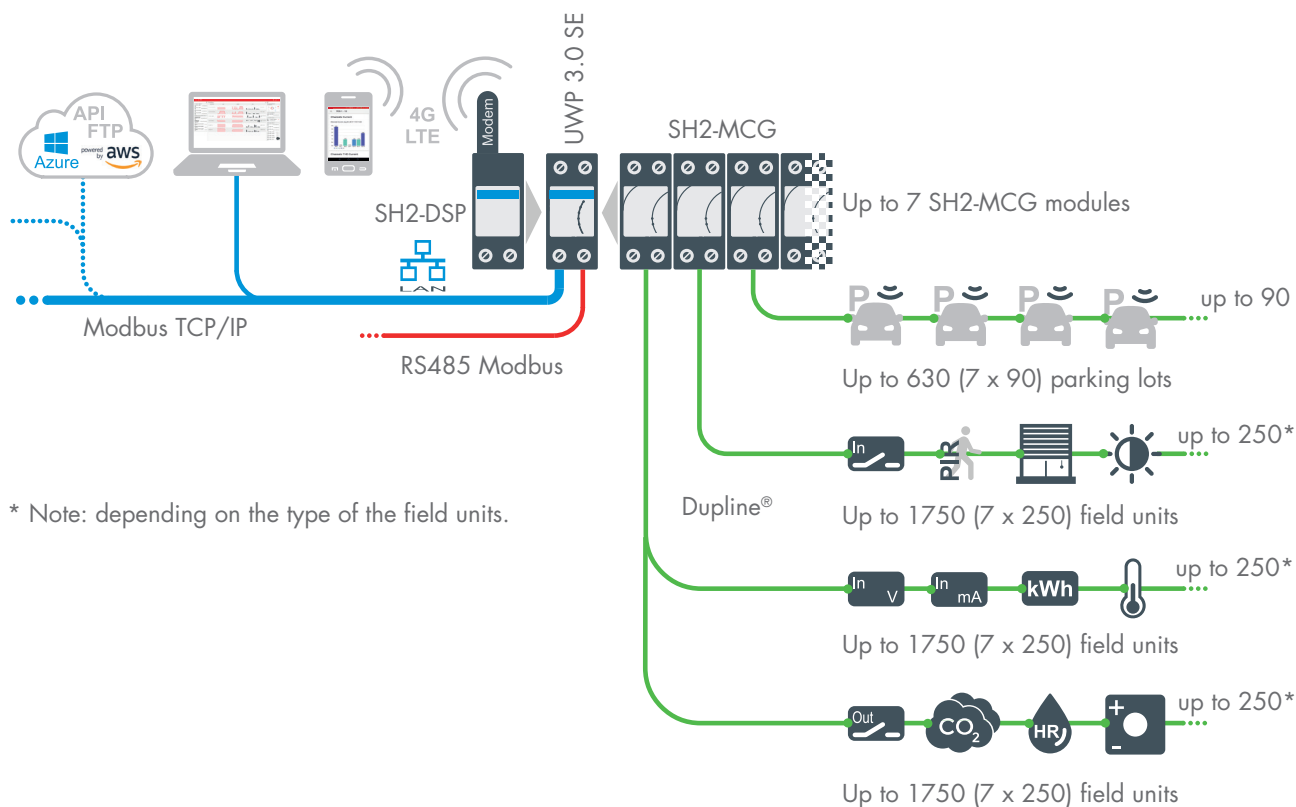 UWP 3.0 SE
API
FTP
Azure
powered by aws
4G
LTE
Modem
SH2-MCG
SH2-DSP
Up to 7 SH2-MCG modules
LAN
Modbus TCP/IP
RS485 Modbus
P P P P
up to 90
Up to 630 (7 x 90) parking lots
In
PIR
up to 250*
Dupline®
Up to 1750 (7 x 250) field units
* Note: depending on the type of the field units.
In V
In mA
kWh
up to 250*
Up to 1750 (7 x 250) field units
Out
CO2
HR
+
-
up to 250*
Up to 1750 (7 x 250) field units